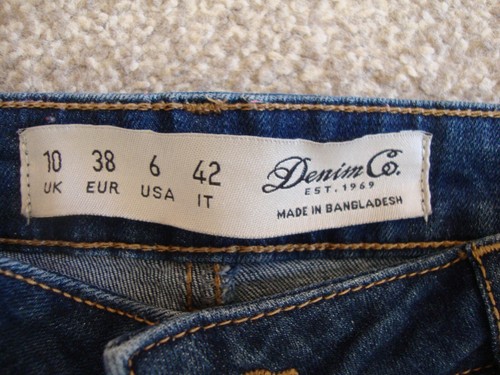 10 38 6 42
UK EUR USA IT
Denim Co.
EST. 1969
MADE IN BANGLADESH